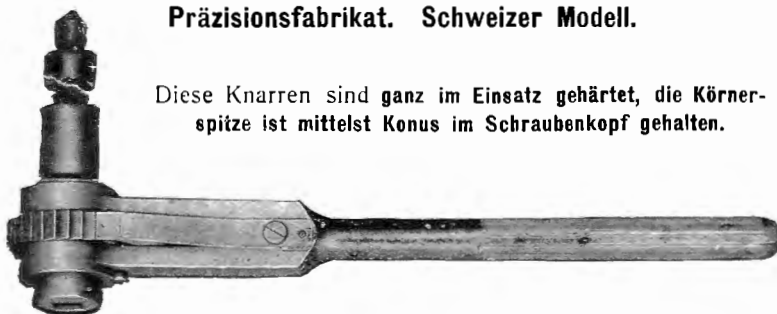 Präzisionsfabrikat. Schweizer Modell.
Diese Knarren sind ganz im Einsatz gehärtet, die Körner-
spitze ist mittelst Konus im Schraubenkopf gehalten.